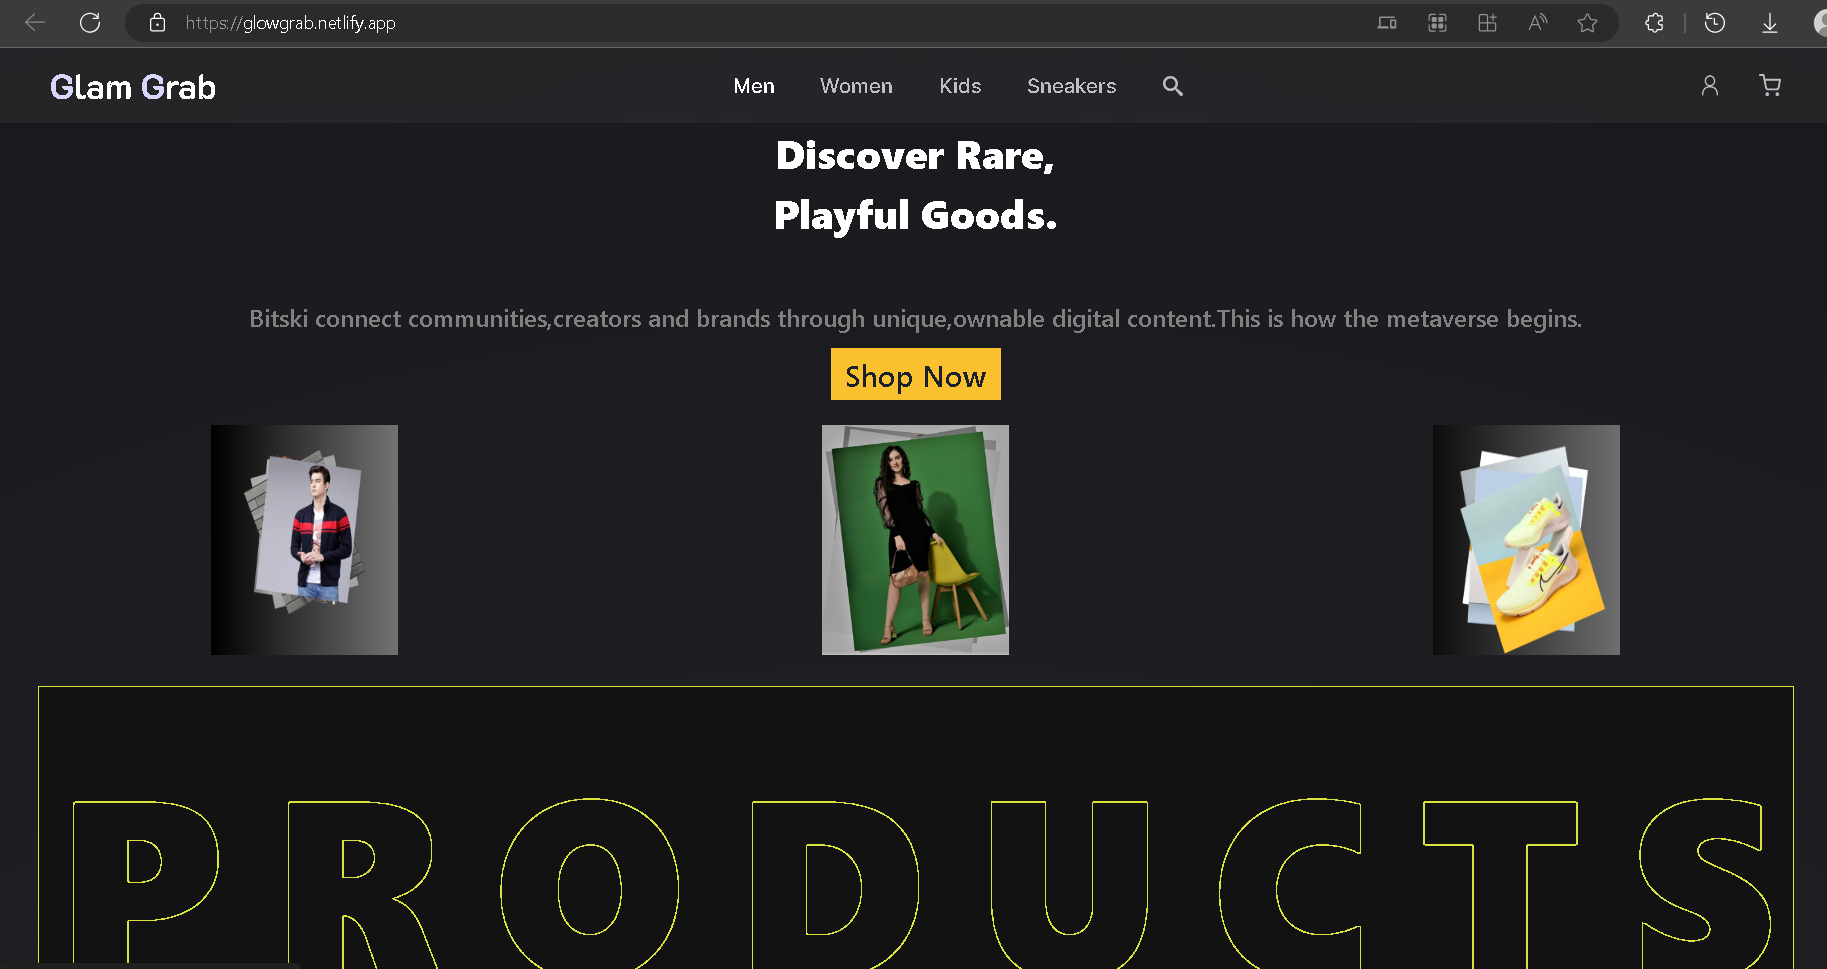 https://glowgrab.netlify.app
Glam Grab
Men Women Kids Sneakers
Discover Rare,
Playful Goods.
Bitski connect communities,creators and brands through unique,ownable digital content.This is how the metaverse begins.
Shop Now
PRODUCTS